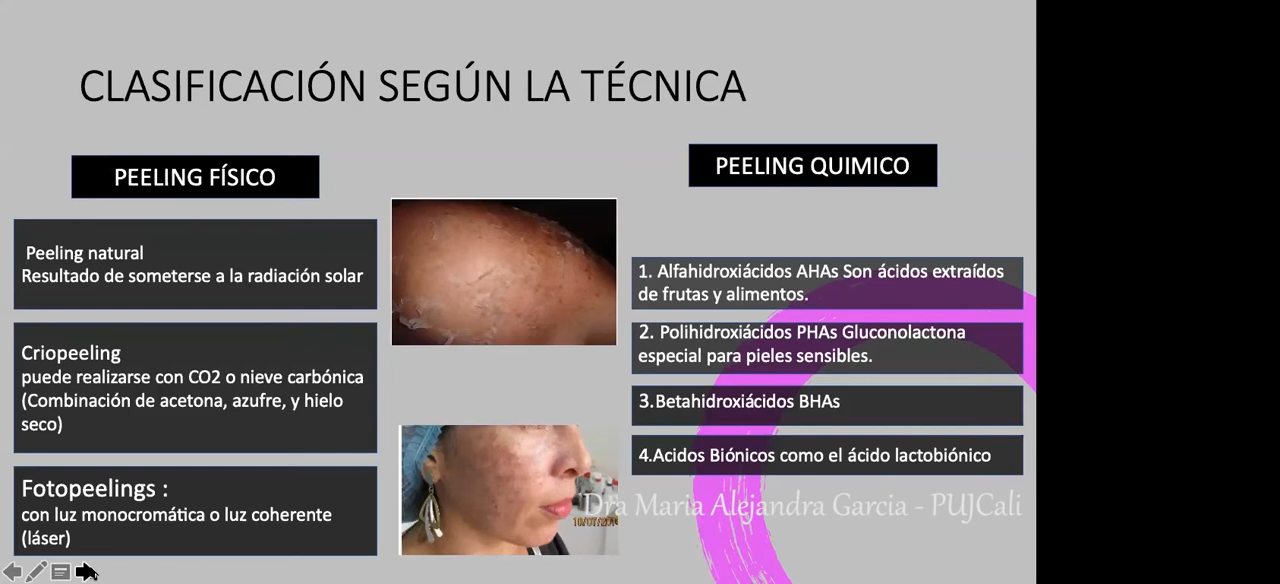 CLASIFICACIÓN SEGÚN LA TÉCNICA
PEELING FÍSICO
Peeling natural
Resultado de someterse a la radiación solar
Criopeeling
puede realizarse con CO2 o nieve carbónica
(Combinación de acetona, azufre, y hielo
seco)
Fotopeelings :
con luz monocromática o luz coherente
(láser)
PEELING QUIMICO
1. Alfahidroxiácidos AHAs Son ácidos extraídos
de frutas y alimentos.
2. Polihidroxiácidos PHAs Gluconolactona
especial para pieles sensibles.
3.Betahidroxiácidos BHAs
4.Acidos Biónicos como el ácido lactobiónico
Dra Maria Alejandra Garcia - PUJCali